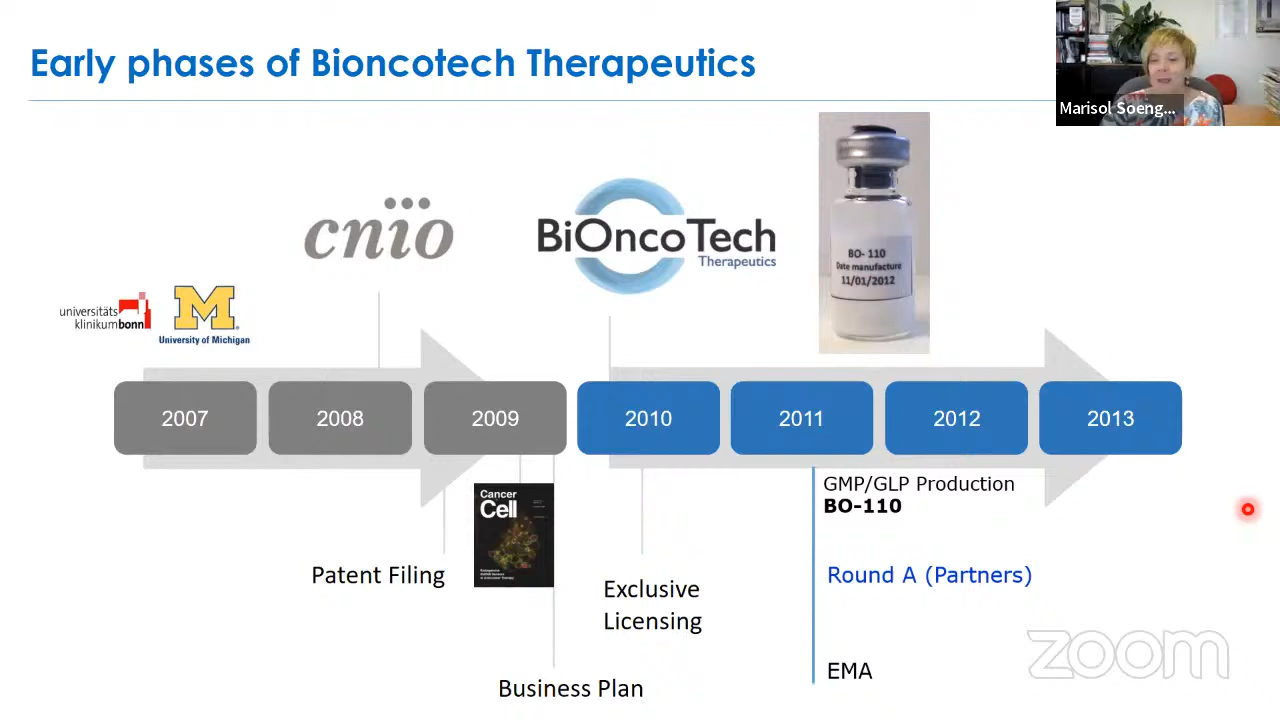 Early phases of Bioncotech Therapeutics
Marisol Soeng...
cnio
BiOncoTech
Therapeutics
BO- 110
Date manufacture
11/01/2012
universitäts
klinikumbonn
M
University of Michigan
2007
2008
2009
2010
2011
2012
2013
Cancer
Cell
GMP/GLP Production
BO-110
Patent Filing
Exclusive
Licensing
Round A (Partners)
Business Plan
EMA
zoom